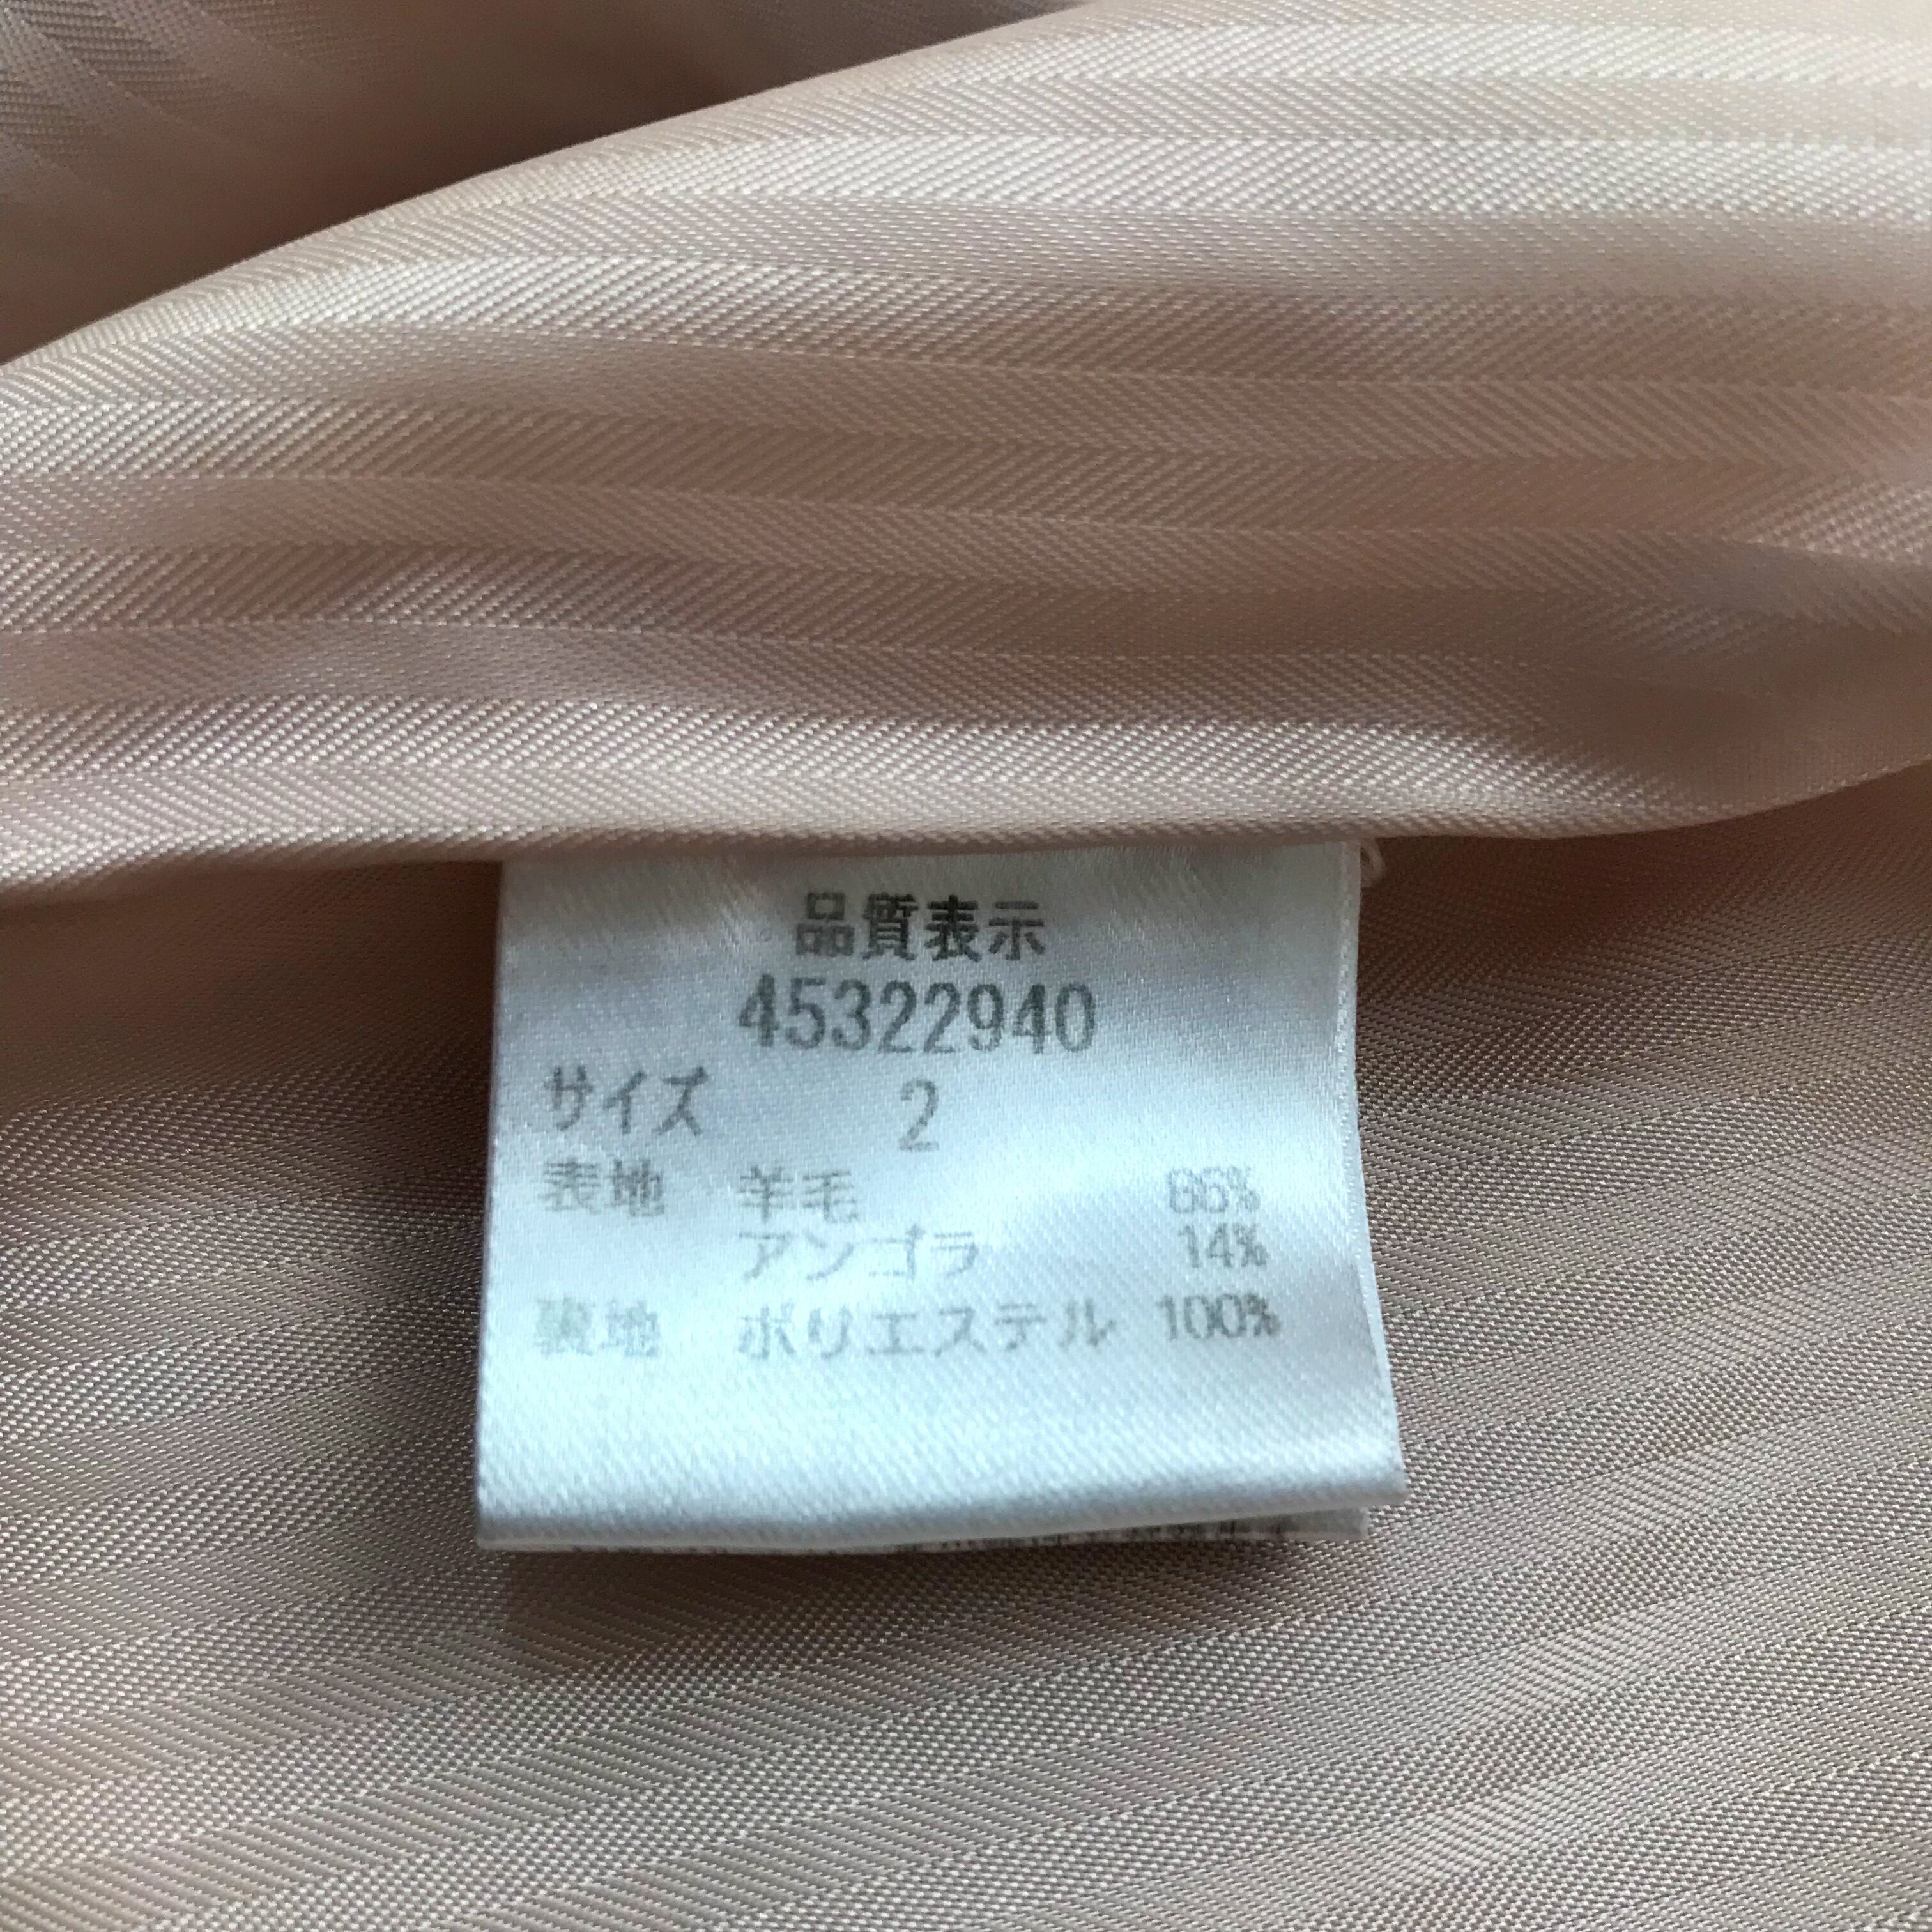 品質表示
45322940
サイズ 2
表地 羊毛 86%
アンゴラ 14%
裏地 ポリエステル 100%